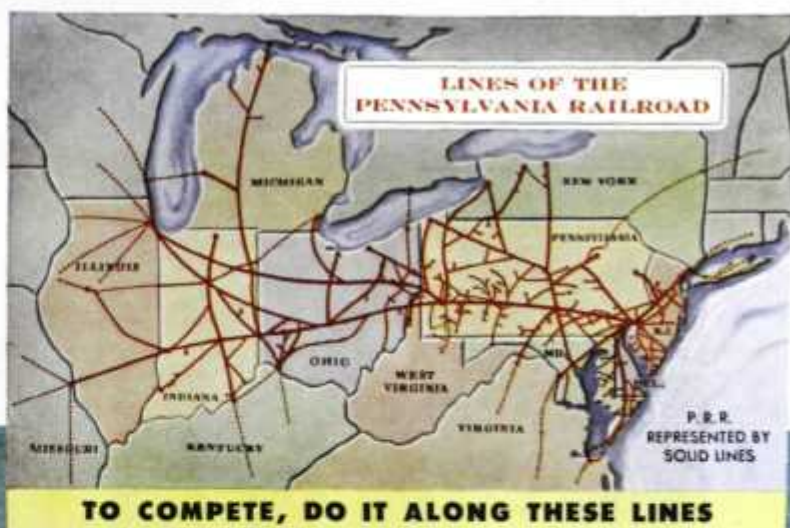 LINES OF THE
PENNSYLVANIA RAILROAD
MICHIGAN
NEW YORK
PENNSYLVANIA
ILLINOIS
N.J.
OHIO
MD.
DEL.
WEST
VIRGINIA
INDIANA
VIRGINIA
MISSOURI
KENTUCKY
P.R.R.
REPRESENTED BY
SOLID LINES
TO COMPETE, DO IT ALONG THESE LINES